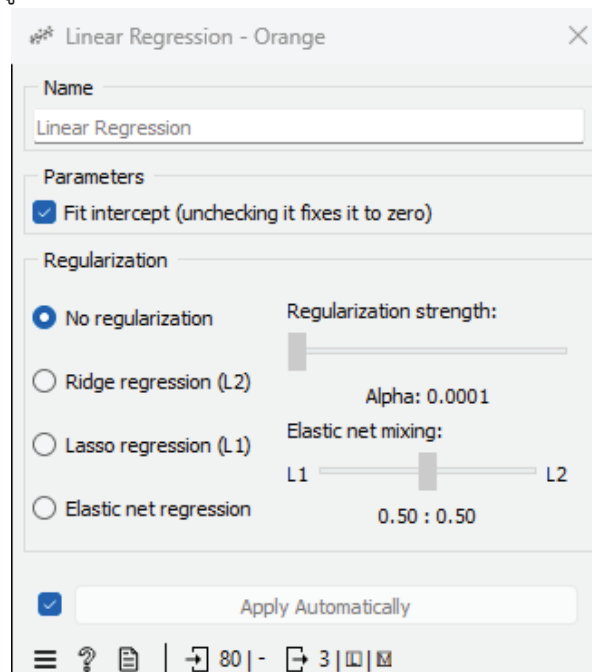 Linear Regression - Orange
Name
Linear Regression
Parameters
Fit intercept (unchecking it fixes it to zero)
Regularization
No regularization
Regularization strength:
Ridge regression (L2)
Alpha: 0.0001
Lasso regression (L1)
Elastic net mixing:
L1 L2
Elastic net regression
0.50 : 0.50
Apply Automatically
80 | - 3 | L | M